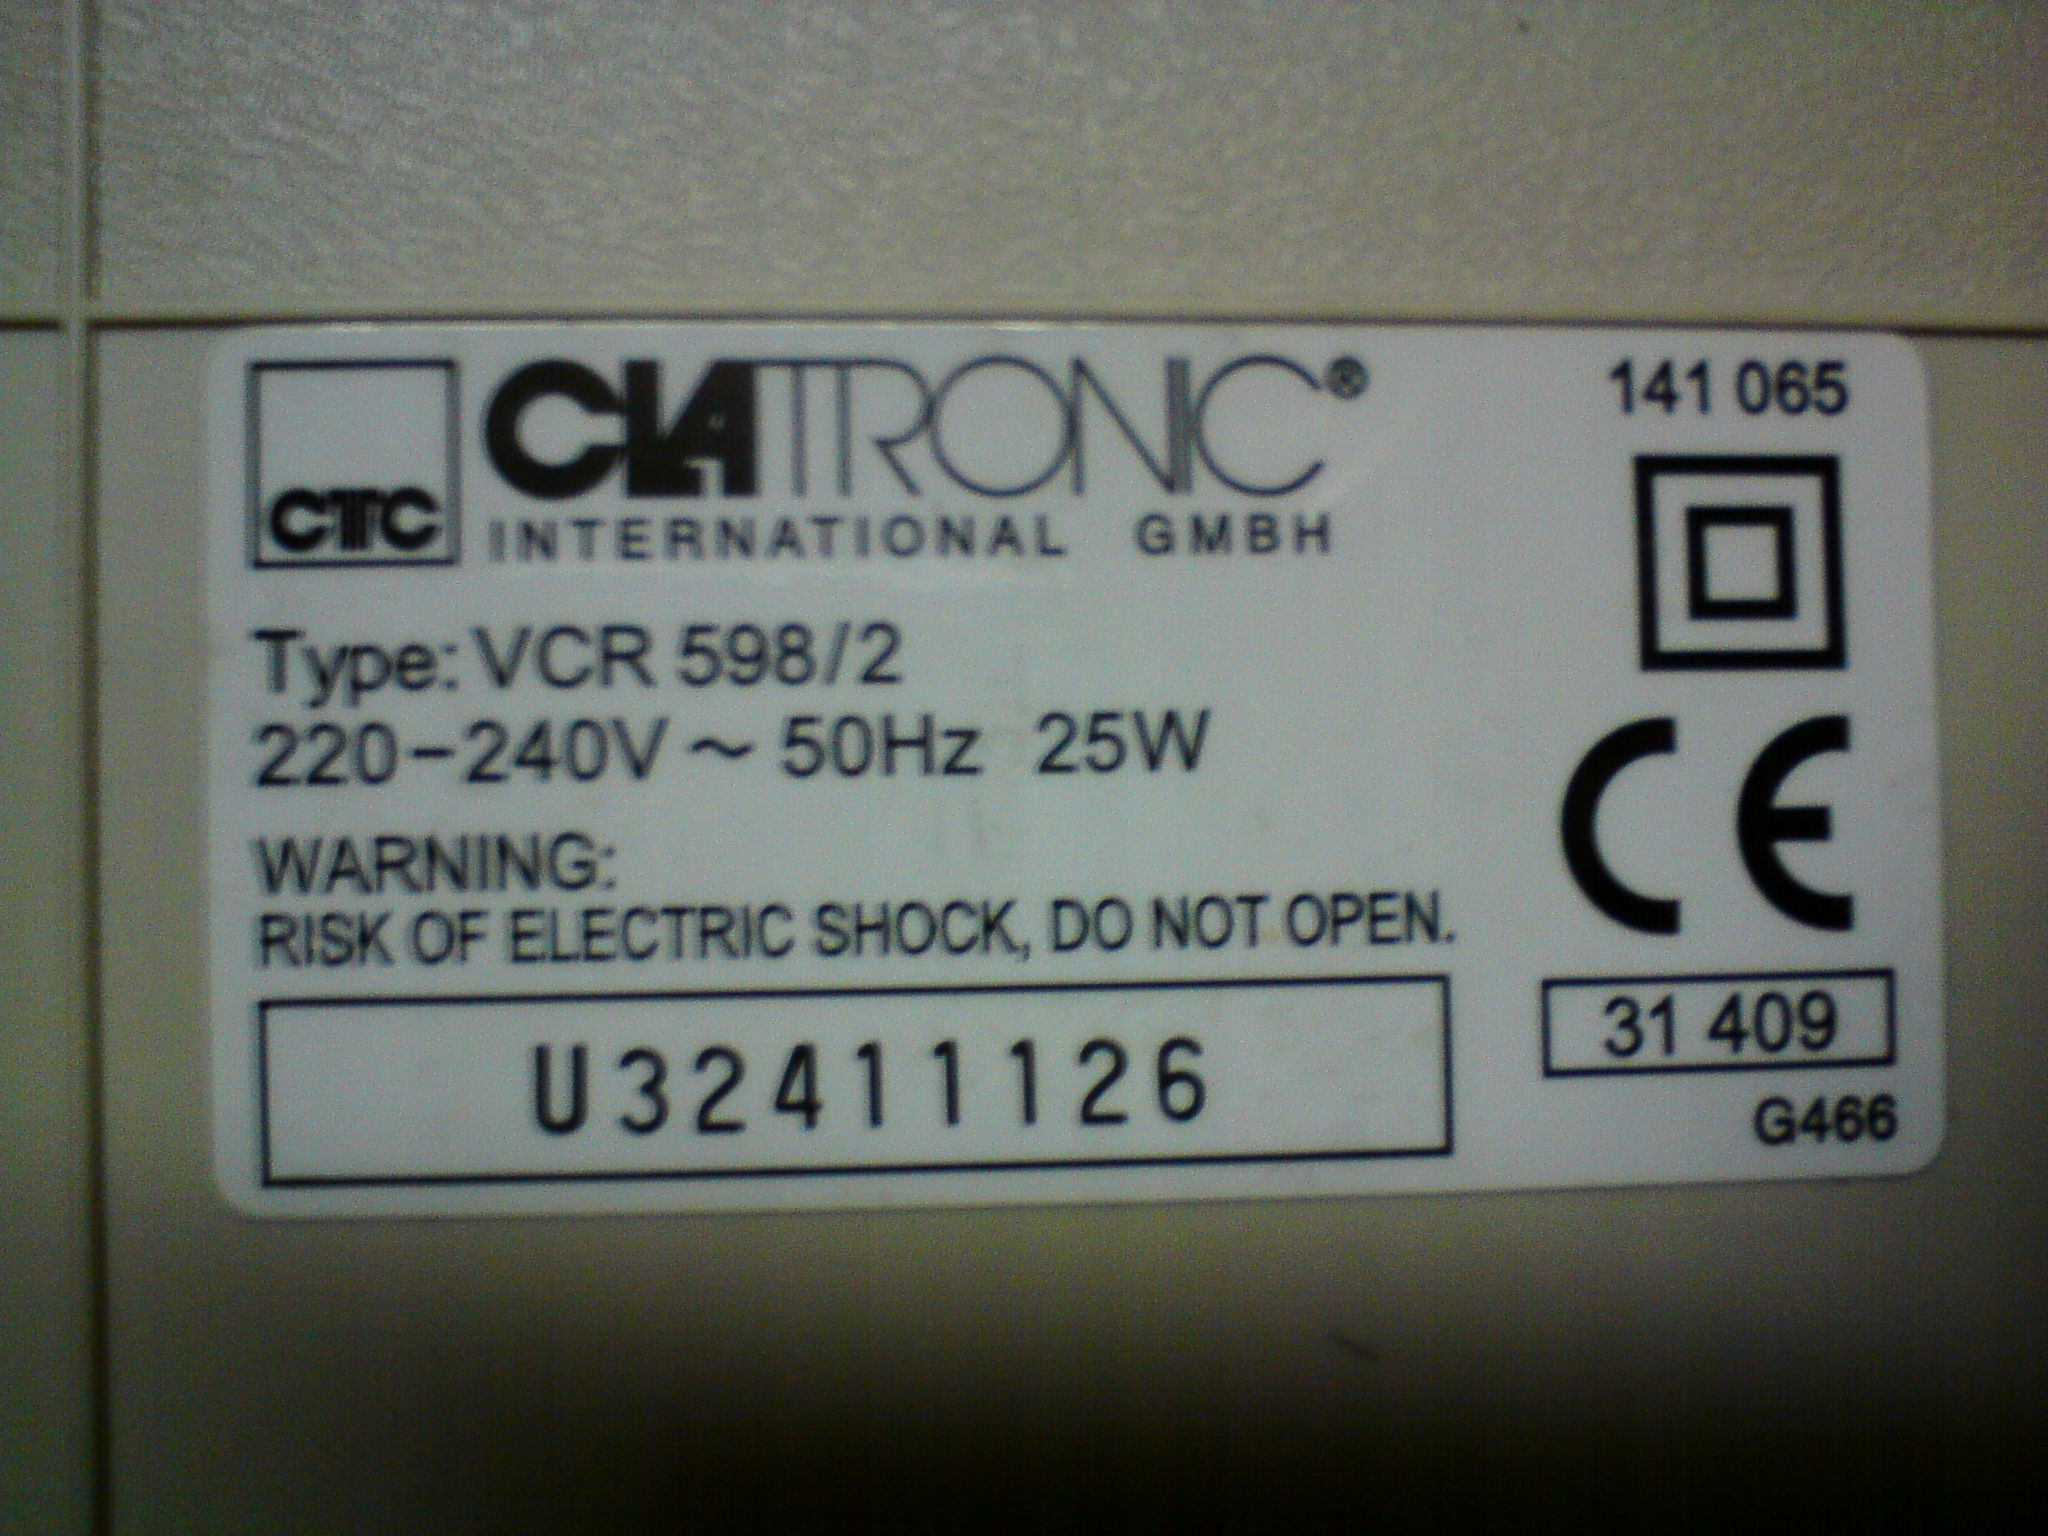 CTC
CLATRONIC®
INTERNATIONAL GMBH
141 065
Type: VCR 598/2
220-240V ~ 50Hz 25W
CE
WARNING:
RISK OF ELECTRIC SHOCK, DO NOT OPEN.
U32411126
31 409
G466